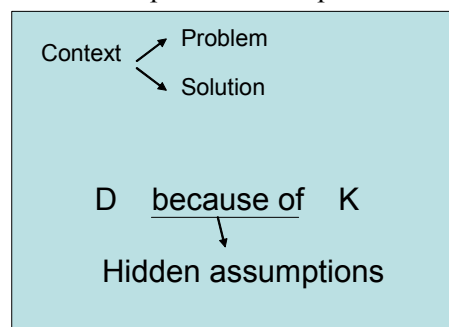 Problem
Context
Solution
D because of K
Hidden assumptions